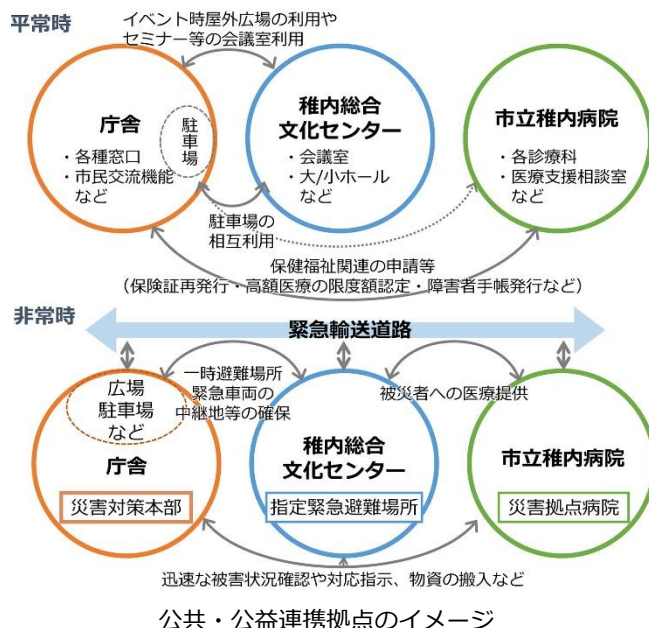 平常時
イベント時屋外広場の利用や
セミナー等の会議室利用
庁舎
・各種窓口
・市民交流機能
など
駐車場
稚内総合
文化センター
・会議室
・大/小ホール
など
市立稚内病院
・各診療科
・医療支援相談室
など
駐車場の
相互利用
保健福祉関連の申請等
（保険証再発行・高額医療の限度額認定・障害者手帳発行など）
非常時
緊急輸送道路
広場
駐車場
など
一時避難場所
緊急車両の
中継地等の確保
被災者への医療提供
庁舎
災害対策本部
稚内総合
文化センター
指定緊急避難場所
市立稚内病院
災害拠点病院
迅速な被害状況確認や対応指示、物資の搬入など
公共・公益連携拠点のイメージ